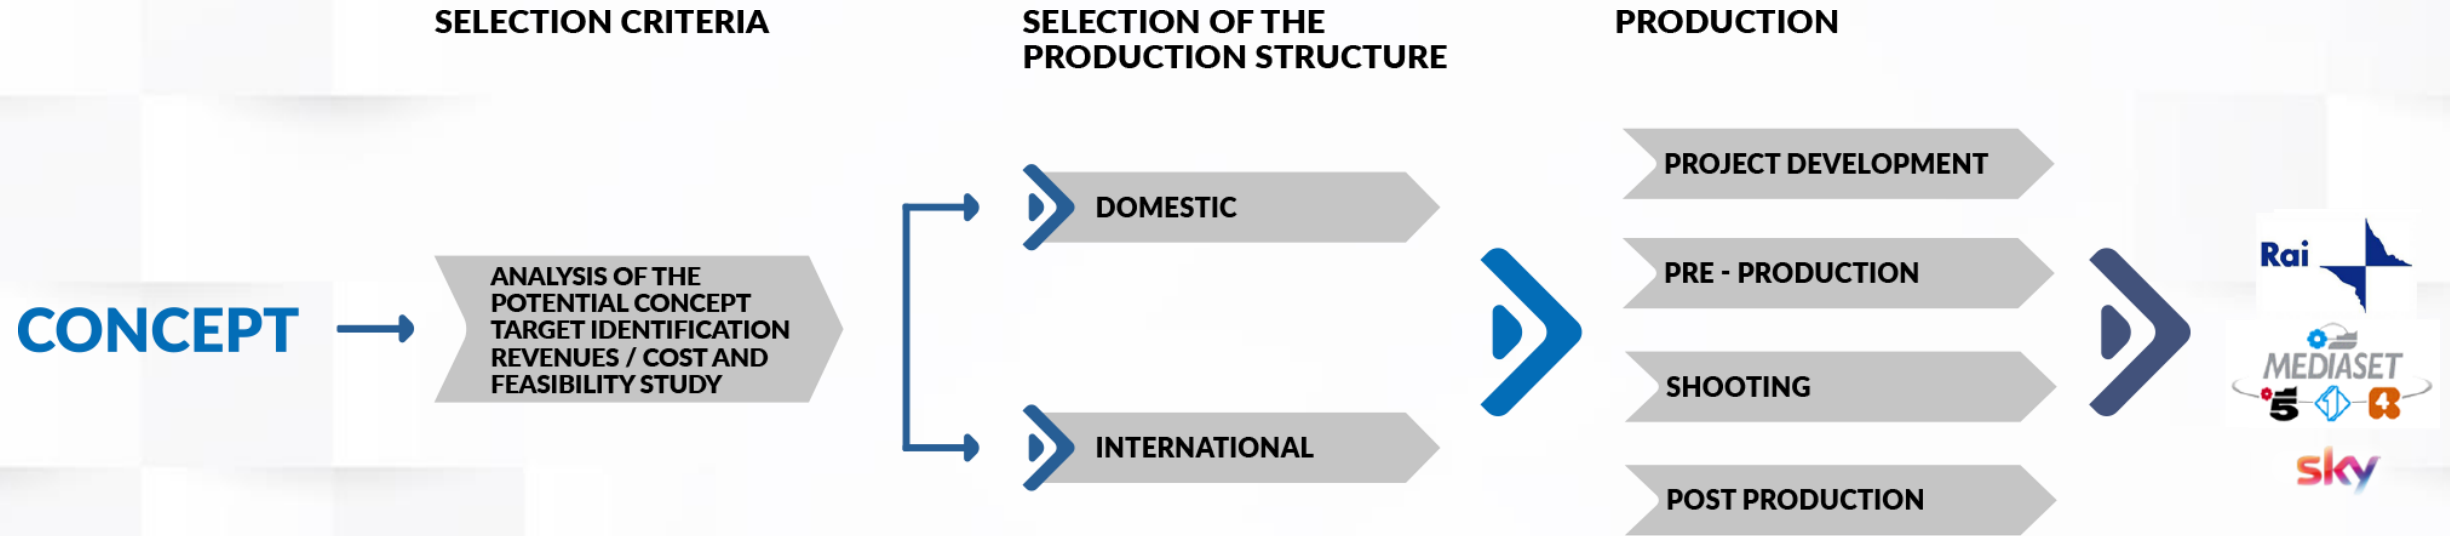 SELECTION CRITERIA
SELECTION OF THE
PRODUCTION STRUCTURE
PRODUCTION
CONCEPT
ANALYSIS OF THE
POTENTIAL CONCEPT
TARGET IDENTIFICATION
REVENUES / COST AND
FEASIBILITY STUDY
DOMESTIC
INTERNATIONAL
PROJECT DEVELOPMENT
PRE - PRODUCTION
SHOOTING
POST PRODUCTION
Rai
MEDIASET
5 1 4
sky